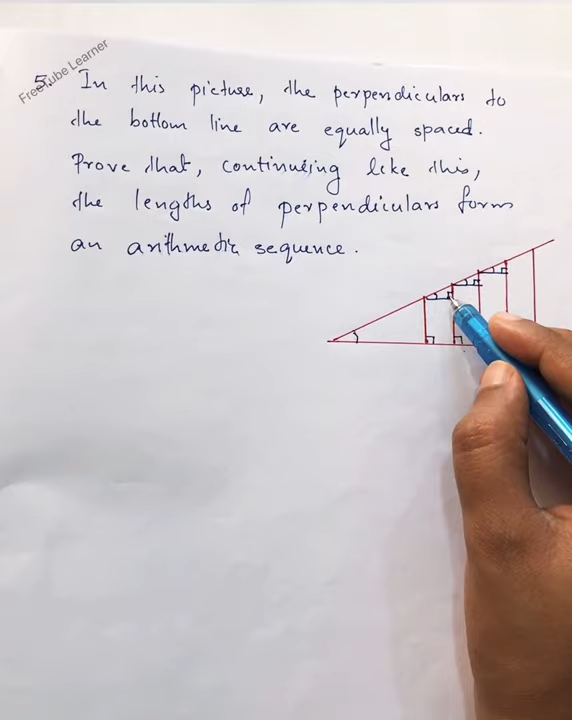 FreeTube Learner
5. In this picture, the perpendiculars to
the bottom line are equally spaced.
Prove that, continuing like this,
the lengths of perpendiculars form
an arithmetic sequence.